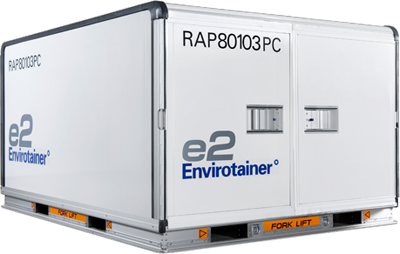 RAP80103PC
e2
Envirotainer
FORK LIFT
RAP80103PC
e2
Envirotainer
FORK LIFT